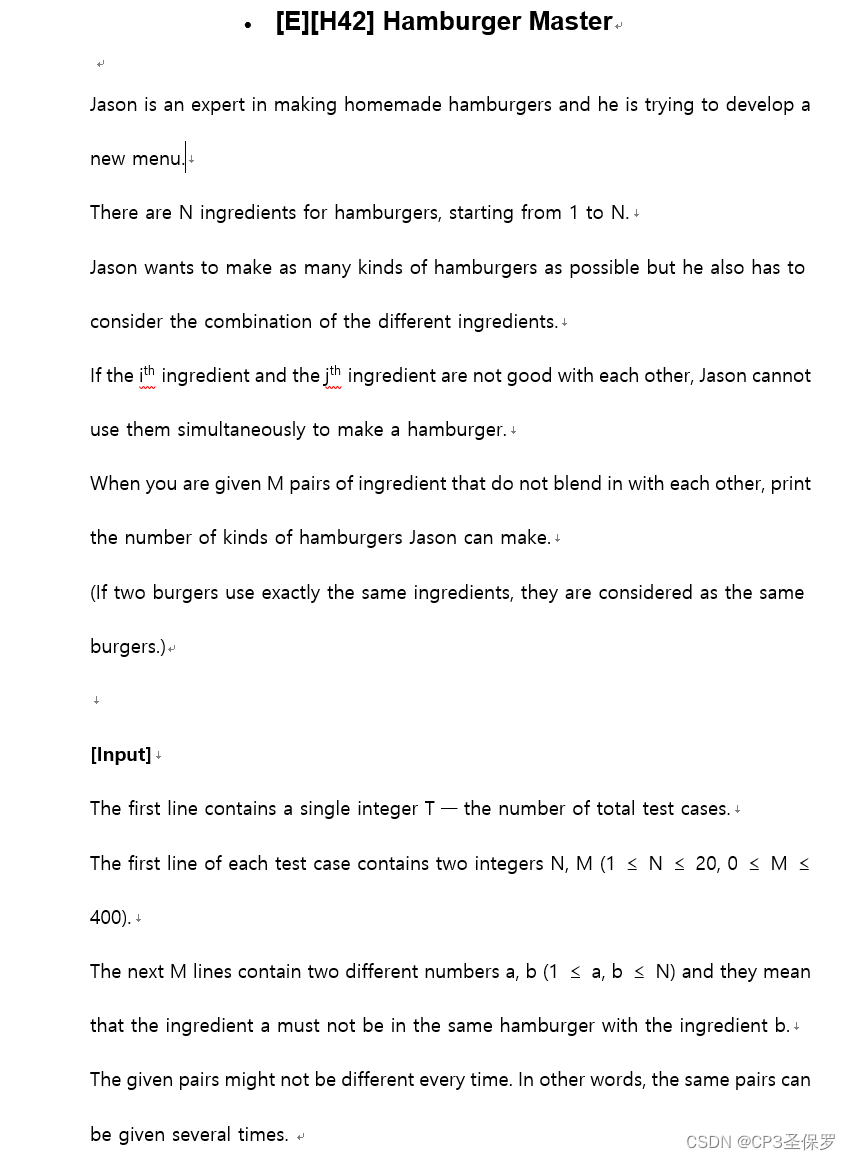 • [E][H42] Hamburger Master
Jason is an expert in making homemade hamburgers and he is trying to develop a
new menu.
There are N ingredients for hamburgers, starting from 1 to N.
Jason wants to make as many kinds of hamburgers as possible but he also has to
consider the combination of the different ingredients.
If the ith ingredient and the jth ingredient are not good with each other, Jason cannot
use them simultaneously to make a hamburger.
When you are given M pairs of ingredient that do not blend in with each other, print
the number of kinds of hamburgers Jason can make.
(If two burgers use exactly the same ingredients, they are considered as the same
burgers.)
[Input]
The first line contains a single integer T — the number of total test cases.
The first line of each test case contains two integers N, M (1 ≤ N ≤ 20, 0 ≤ M ≤
400).
The next M lines contain two different numbers a, b (1 ≤ a, b ≤ N) and they mean
that the ingredient a must not be in the same hamburger with the ingredient b.
The given pairs might not be different every time. In other words, the same pairs can
be given several times.
CSDN @CP3圣保罗